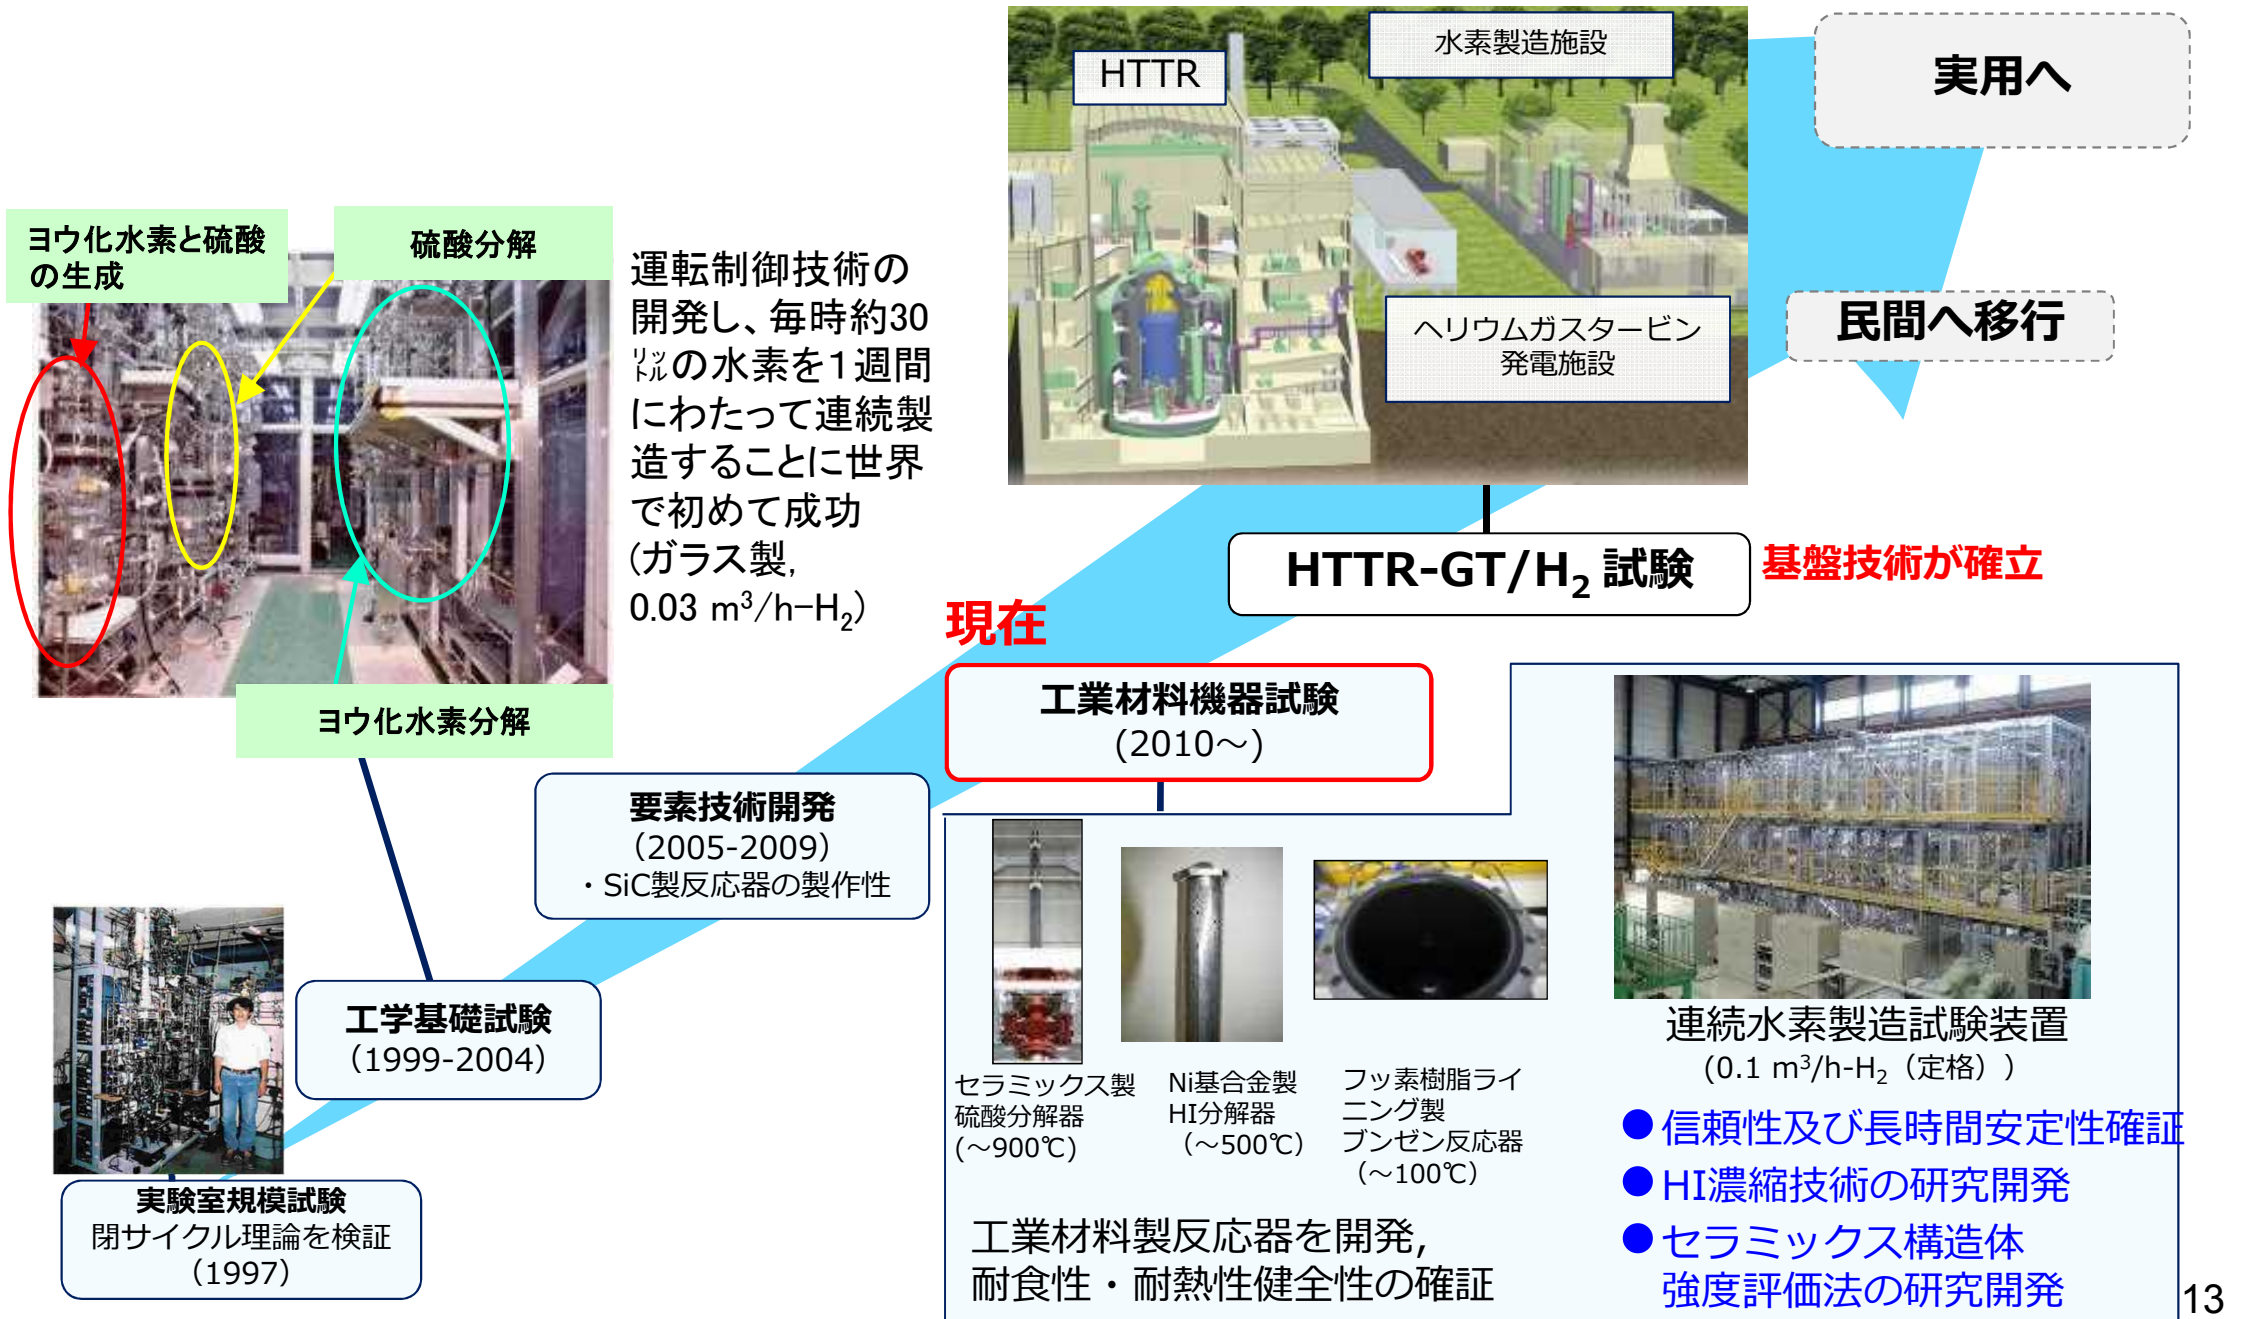 HTTR
水素製造施設
ヘリウムガスタービン
発電施設
実用へ
民間へ移行
ヨウ化水素と硫酸
の生成
硫酸分解
ヨウ化水素分解
運転制御技術の
開発し、毎時約30
㍑の水素を１週間
にわたって連続製
造することに世界
で初めて成功
(ガラス製,
0.03 m³/h-H₂)
HTTR-GT/H₂ 試験
基盤技術が確立
現在
工業材料機器試験
(2010～)
要素技術開発
（2005-2009）
・SiC製反応器の製作性
工学基礎試験
（1999-2004）
実験室規模試験
閉サイクル理論を検証
（1997）
セラミックス製
硫酸分解器
(～900℃)
Ni基合金製
HI分解器
（～500℃）
フッ素樹脂ライ
ニング製
ブンゼン反応器
（～100℃）
工業材料製反応器を開発,
耐食性・耐熱性健全性の確証
連続水素製造試験装置
(0.1 m³/h-H₂（定格）)
●信頼性及び長時間安定性確証
●HI濃縮技術の研究開発
●セラミックス構造体
強度評価法の研究開発
13